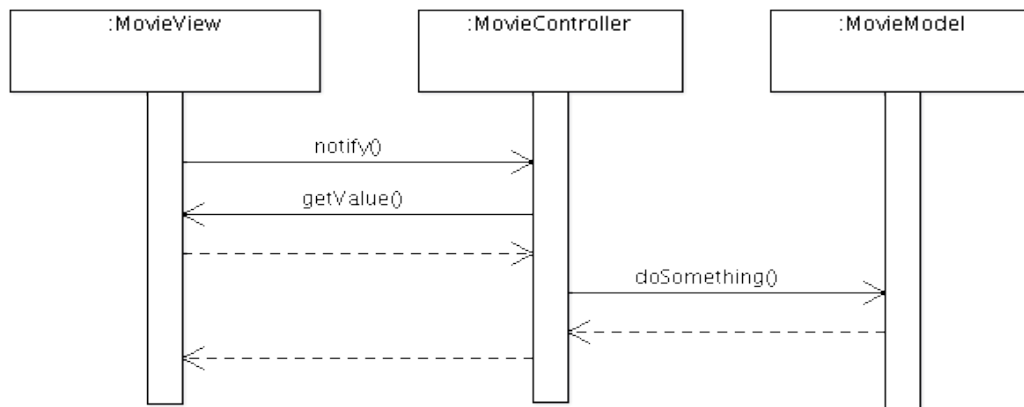 :MovieView
:MovieController
:MovieModel
notify()
getValue()
doSomething()